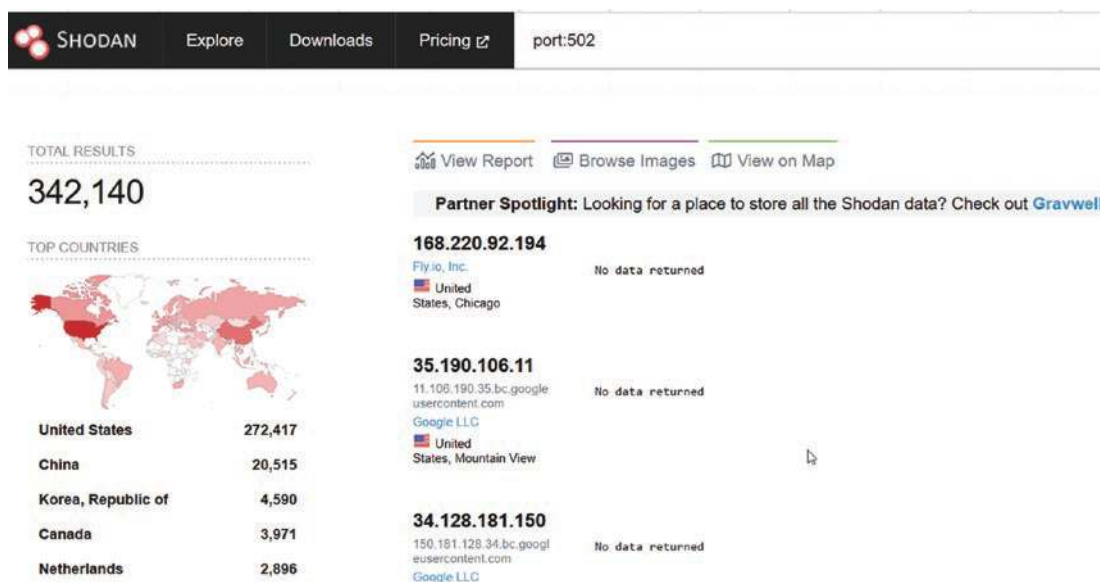 SHODAN Explore Downloads Pricing port:502
TOTAL RESULTS
342,140
TOP COUNTRIES
United States 272,417
China 20,515
Korea, Republic of 4,590
Canada 3,971
Netherlands 2,896
View Report Browse Images View on Map
Partner Spotlight: Looking for a place to store all the Shodan data? Check out Gravwell
168.220.92.194
Fly.io, Inc.
United
States, Chicago
No data returned
35.190.106.11
11.106.190.35.bc.google
usercontent.com
Google LLC
United
States, Mountain View
No data returned
34.128.181.150
150.181.128.34.bc.googl
eusercontent.com
Google LLC
No data returned